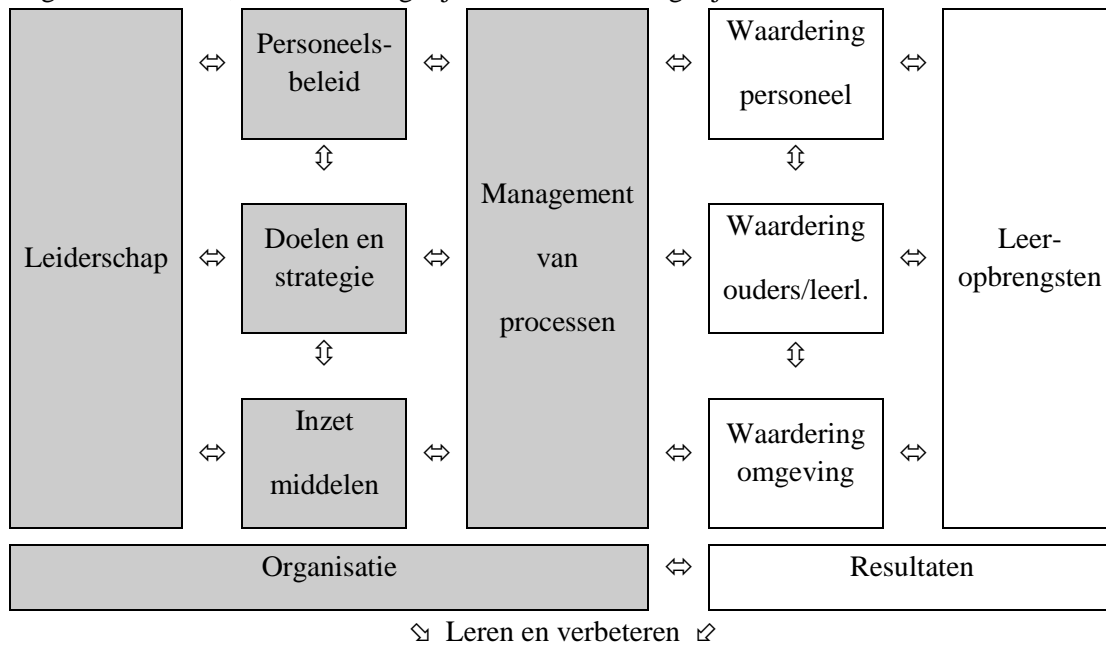 Personeels-
beleid
Waardering
personeel
Leiderschap
Doelen en
strategie
Management
van
processen
Waardering
ouders/leerl.
Leer-
opbrengsten
Inzet
middelen
Waardering
omgeving
Organisatie
Resultaten
Leren en verbeteren